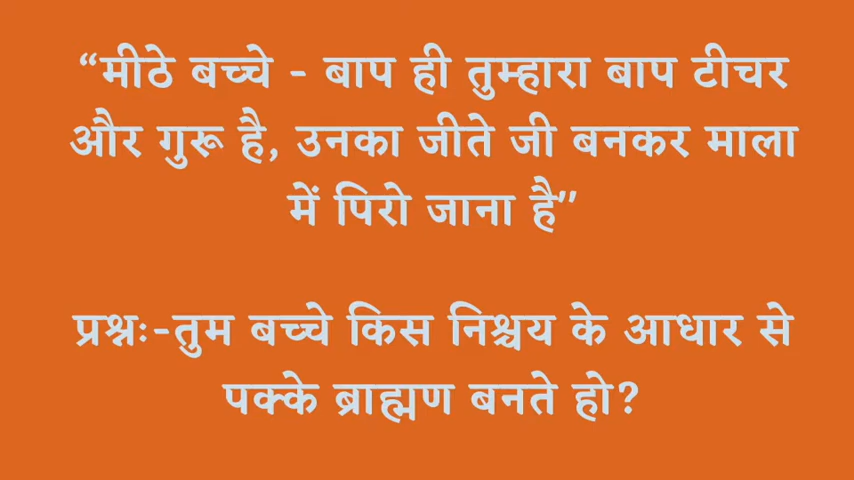 “मीठे बच्चे - बाप ही तुम्हारा बाप टीचर
और गुरू है, उनका जीते जी बनकर माला
में पिरो जाना है”
प्रश्नः-तुम बच्चे किस निश्चय के आधार से
पक्के ब्राह्मण बनते हो?